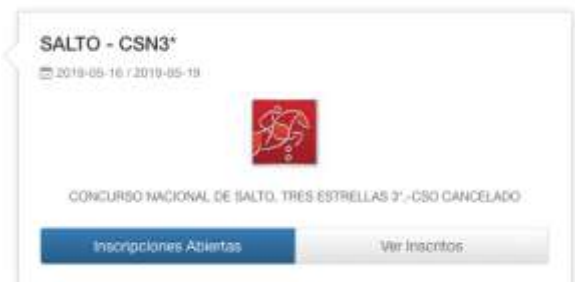 SALTO - CSN3*
2019-05-16 / 2019-05-19
CONCURSO NACIONAL DE SALTO, TRES ESTRELLAS 3*.-CSO CANCELADO
Inscripciones Abiertas
Ver Inscritos